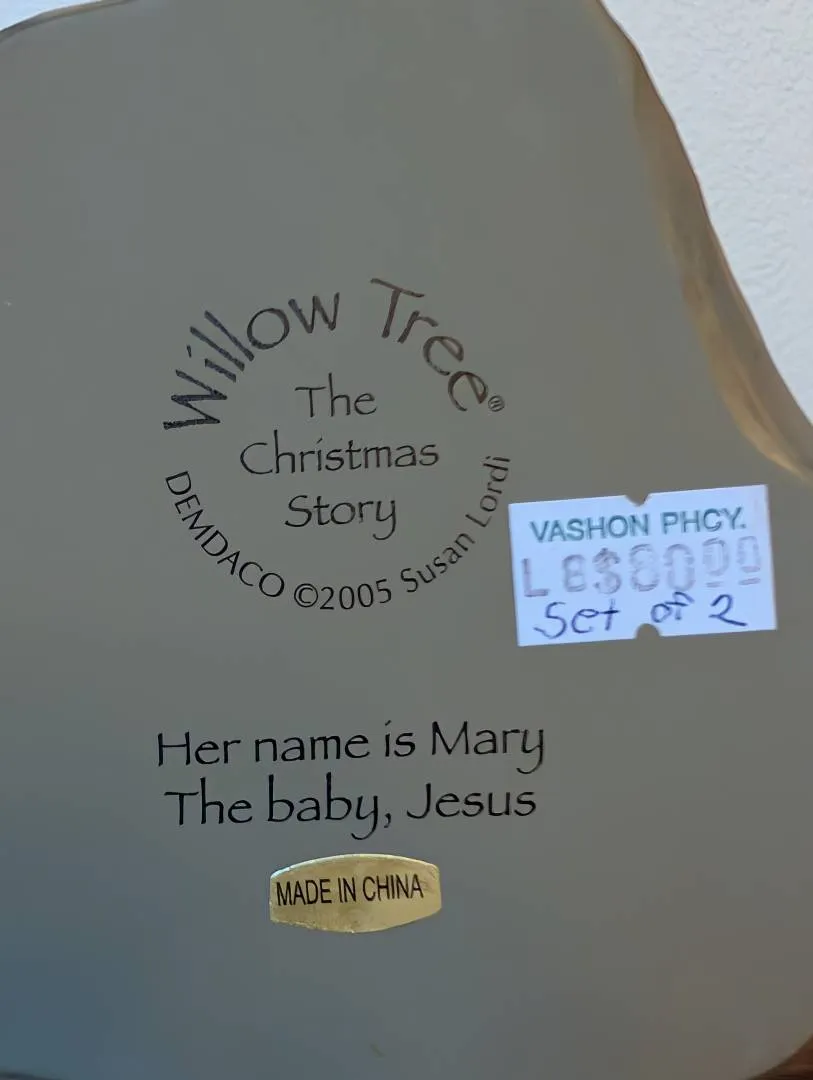 Willow Tree®
The
Christmas
Story
DEMDACO ©2005 Susan Lordi
VASHON PHCY.
L 8$8000
Set of 2
Her name is Mary
The baby, Jesus
MADE IN CHINA